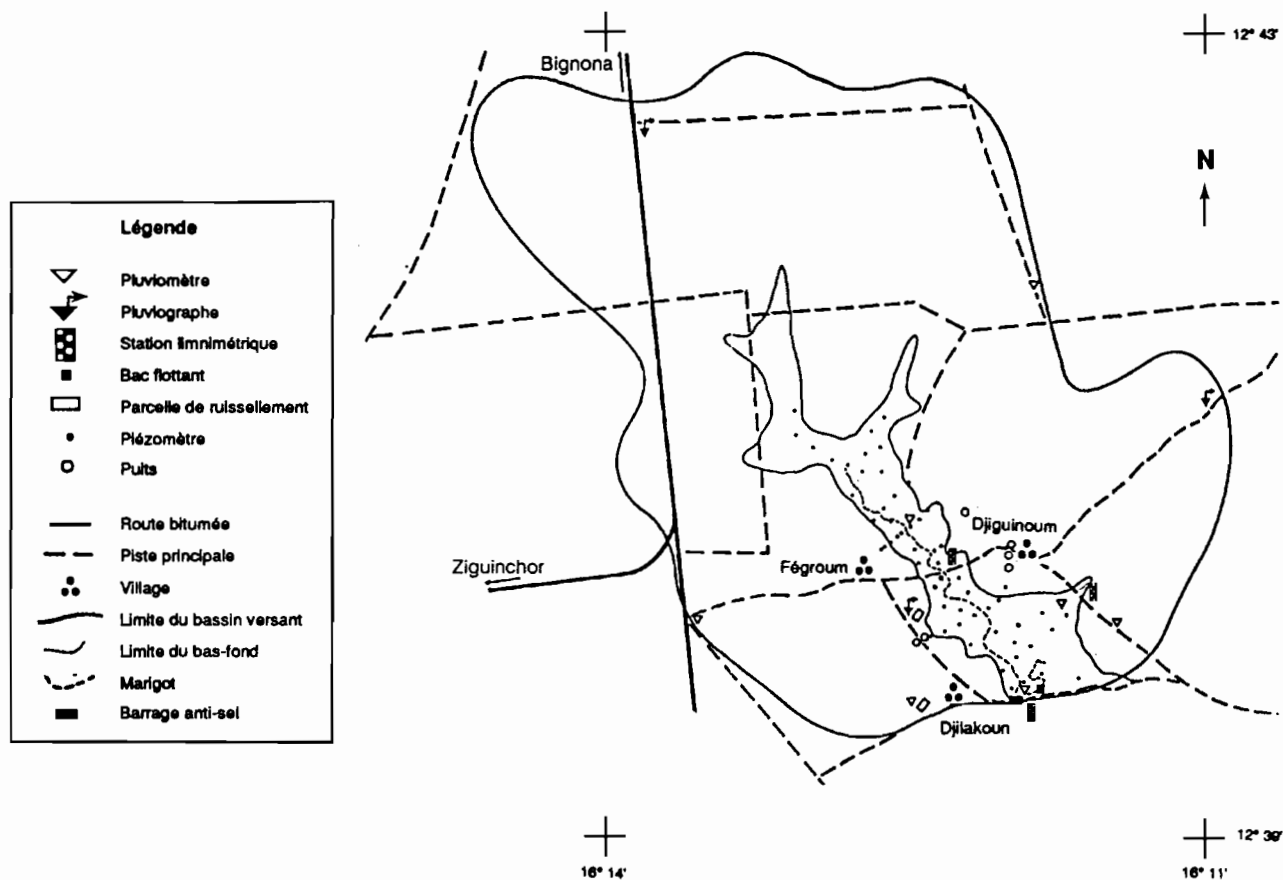 12° 43'
Bignona
N
Légende
Pluviomètre
Pluviographe
Station limnimétrique
Bac flottant
Parcelle de ruissellement
Piézomètre
Puits
Route bitumée
Piste principale
Village
Limite du bassin versant
Limite du bas-fond
Marigot
Barrage anti-sel
Djiguinoum
Ziguinchor
Fégroum
Djilakoun
12° 39'
16° 14'
16° 11'